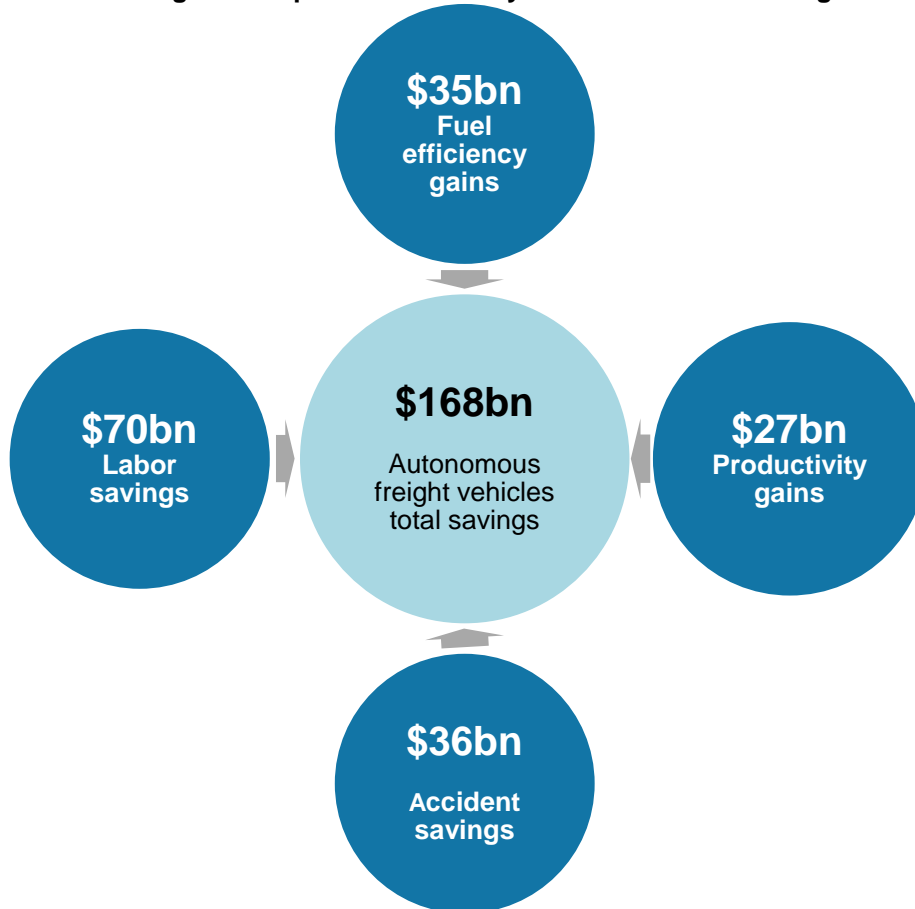 $35bn
Fuel
efficiency
gains
$70bn
Labor
savings
$168bn
Autonomous
freight vehicles
total savings
$27bn
Productivity
gains
$36bn
Accident
savings